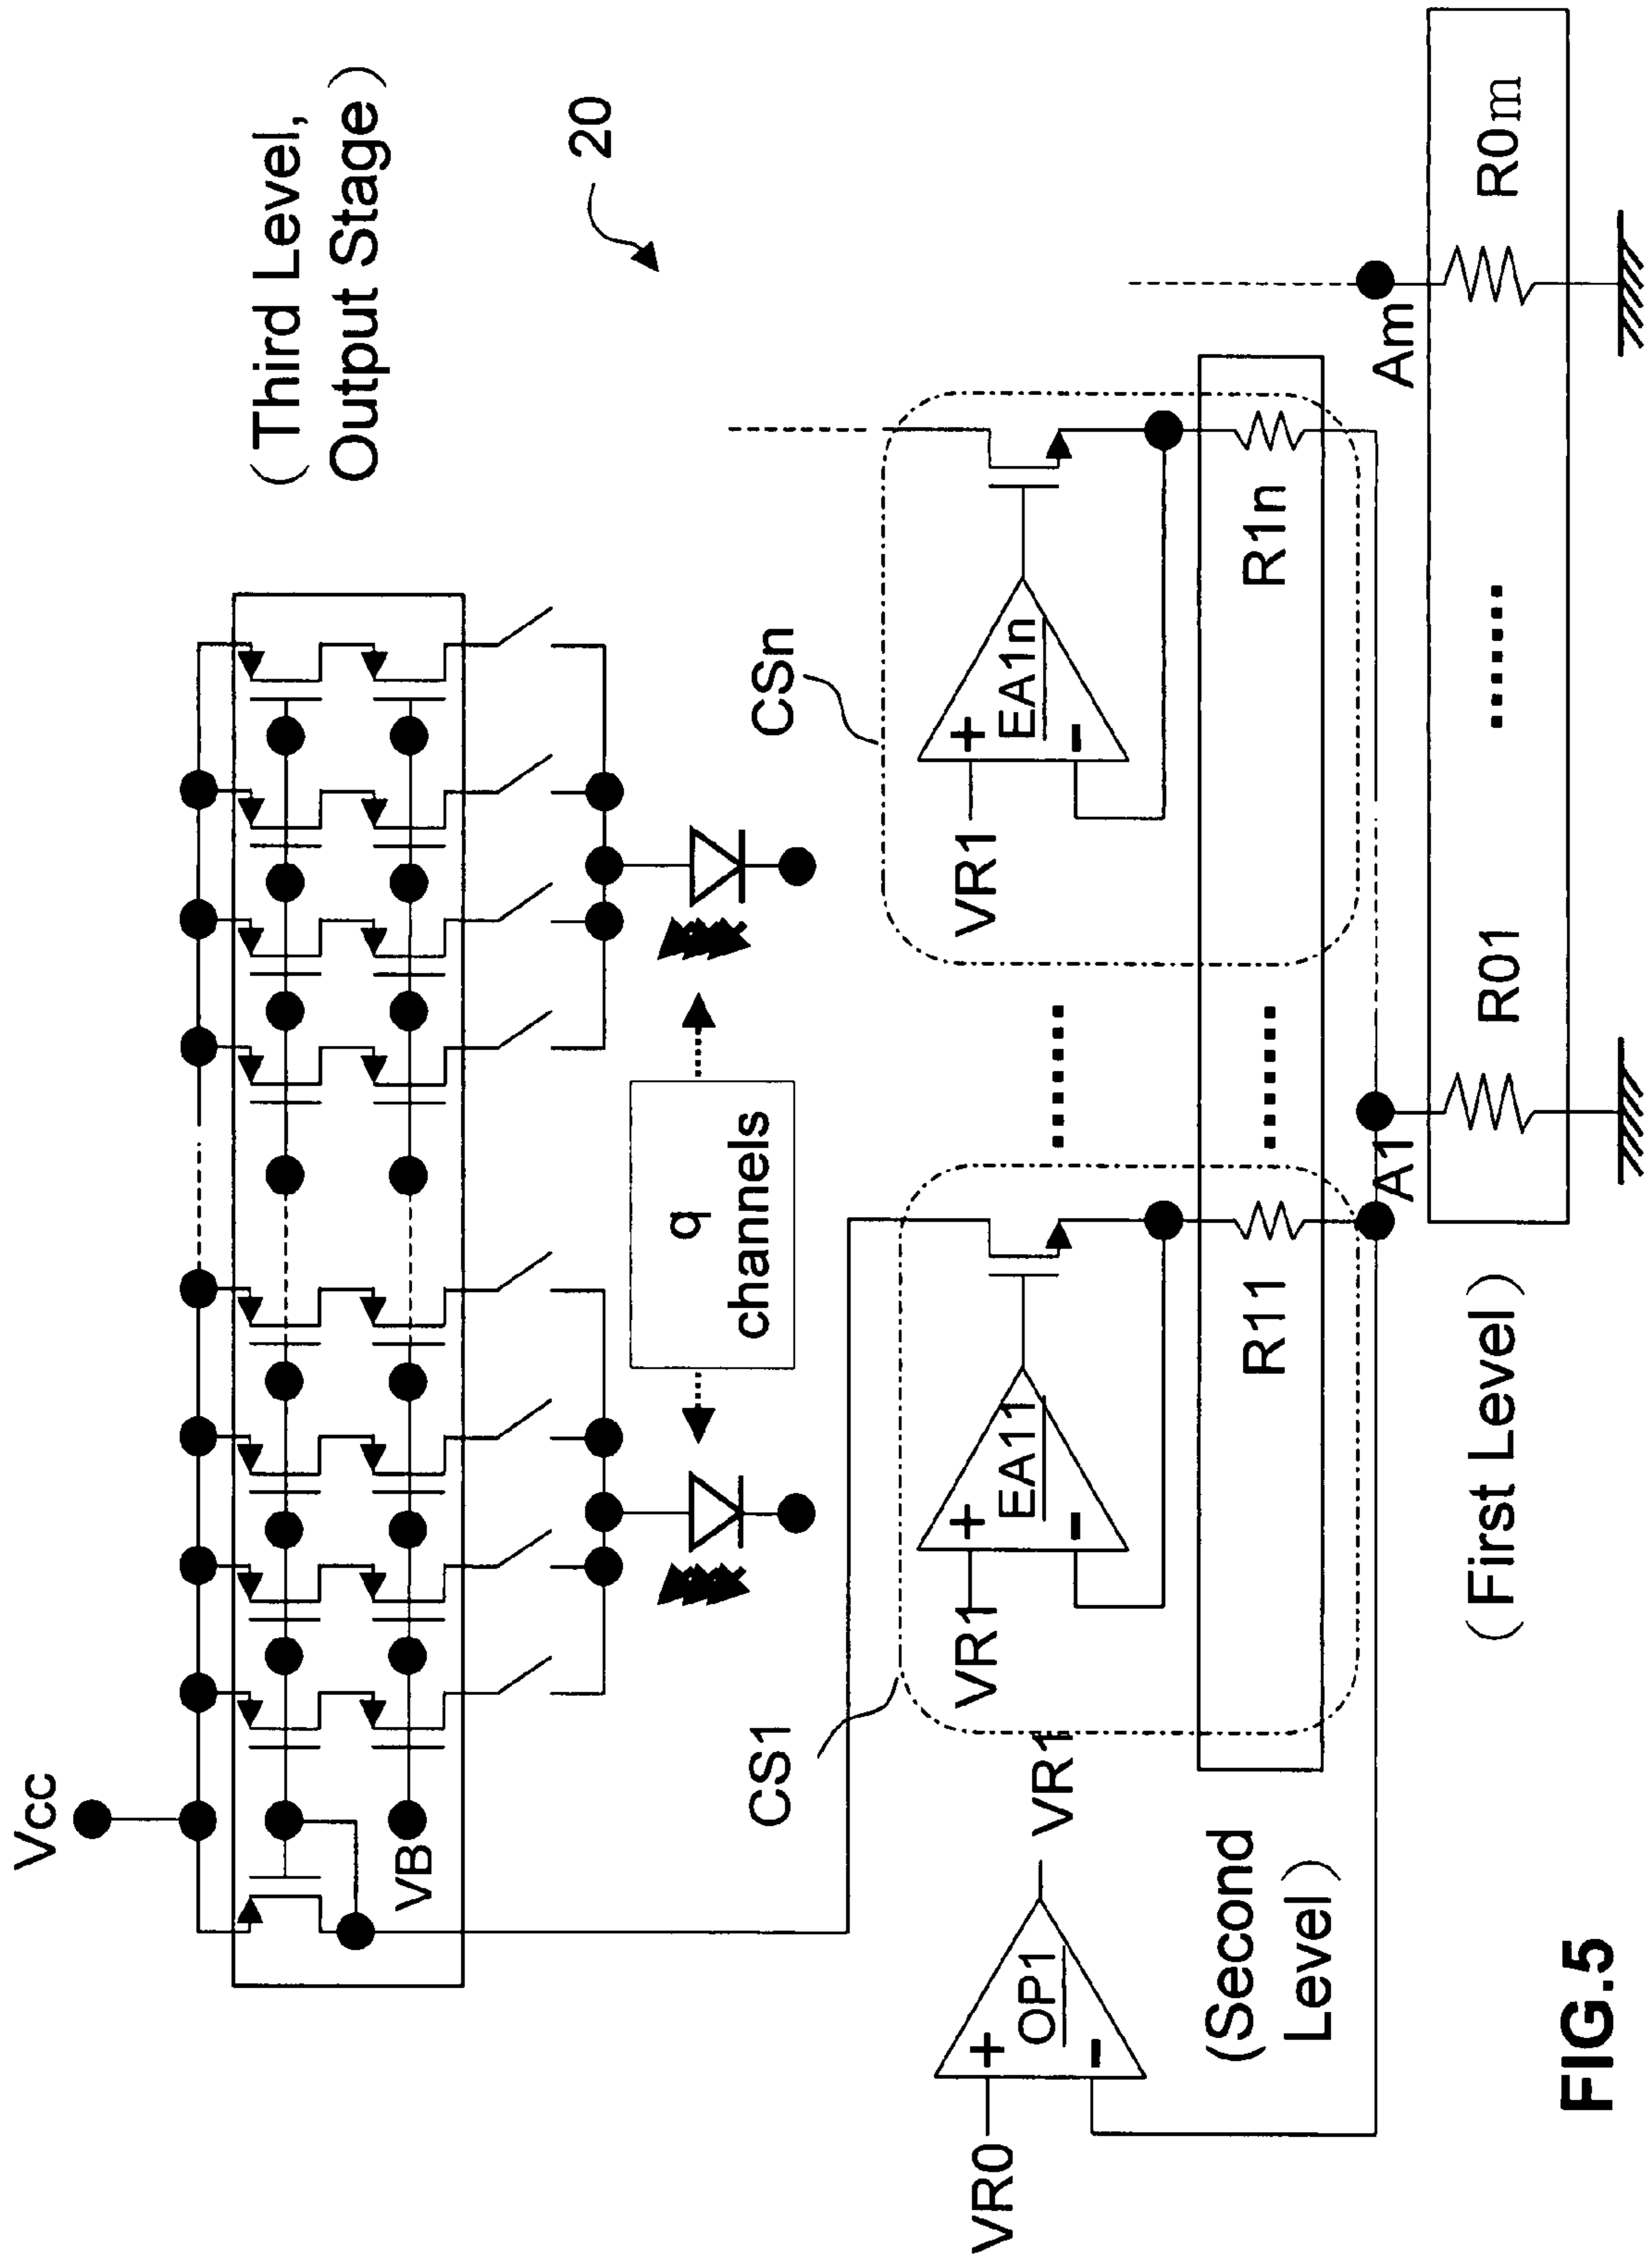 Vcc
(Third Level,
Output Stage)
20
VB
q
channels
CS1
CSn
VR0
+
-
OP1
VR1
VR1
+
-
EA11
VR1
+
-
EA1n
(Second
Level)
R11
R1n
A1
Am
(First Level)
R01
R0m
FIG.5